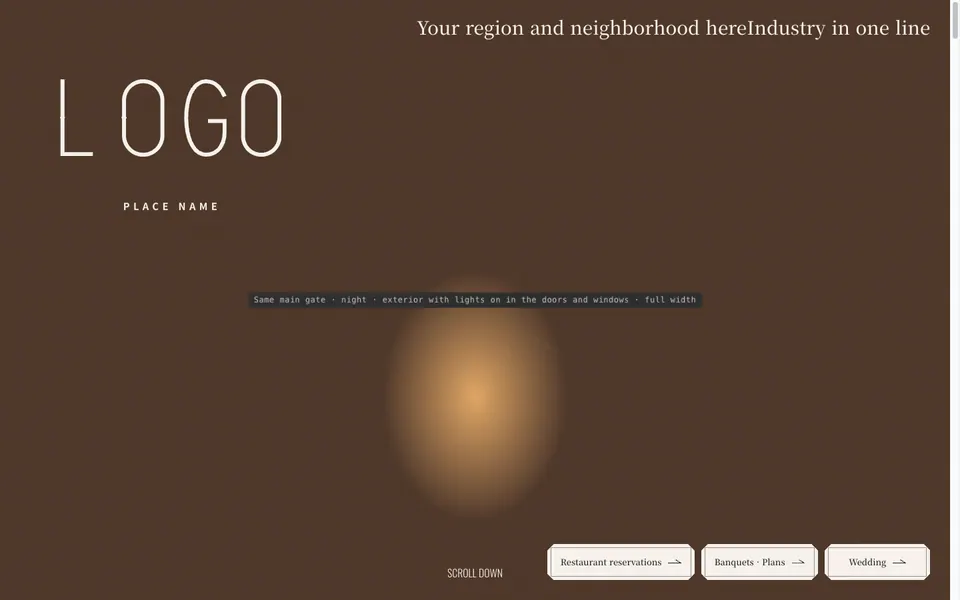 Your region and neighborhood hereIndustry in one line
LOGO
PLACE NAME
Same main gate · night · exterior with lights on in the doors and windows · full width
SCROLL DOWN
Restaurant reservations
Banquets · Plans
Wedding